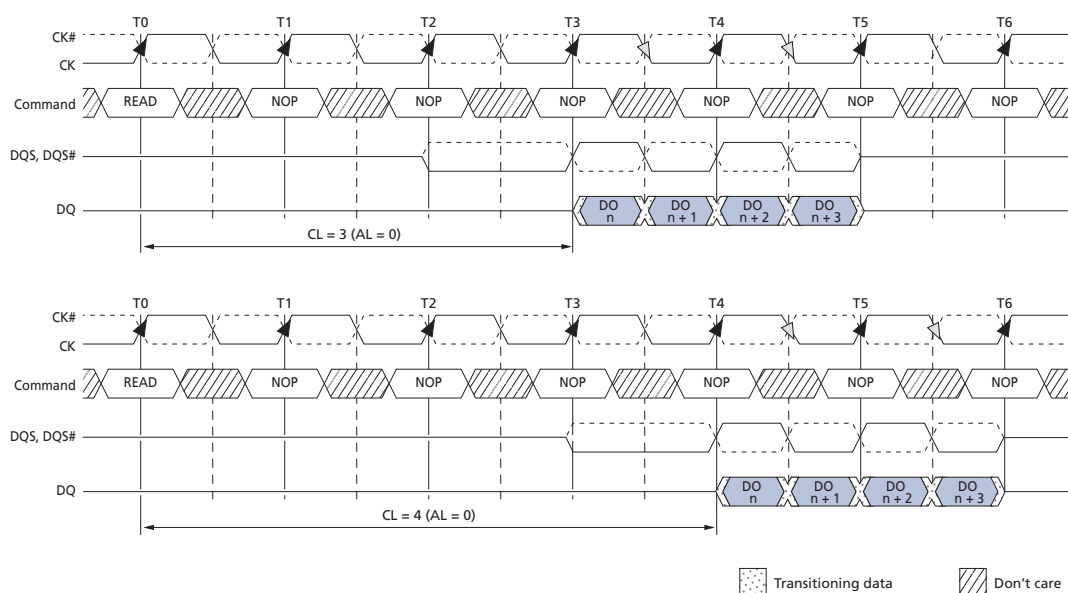 T0 T1 T2 T3 T4 T5 T6
CK#
CK
Command READ NOP NOP NOP NOP NOP NOP
DQS, DQS#
DQ DO n DO n + 1 DO n + 2 DO n + 3
CL = 3 (AL = 0)
T0 T1 T2 T3 T4 T5 T6
CK#
CK
Command READ NOP NOP NOP NOP NOP NOP
DQS, DQS#
DQ DO n DO n + 1 DO n + 2 DO n + 3
CL = 4 (AL = 0)
Transitioning data Don't care